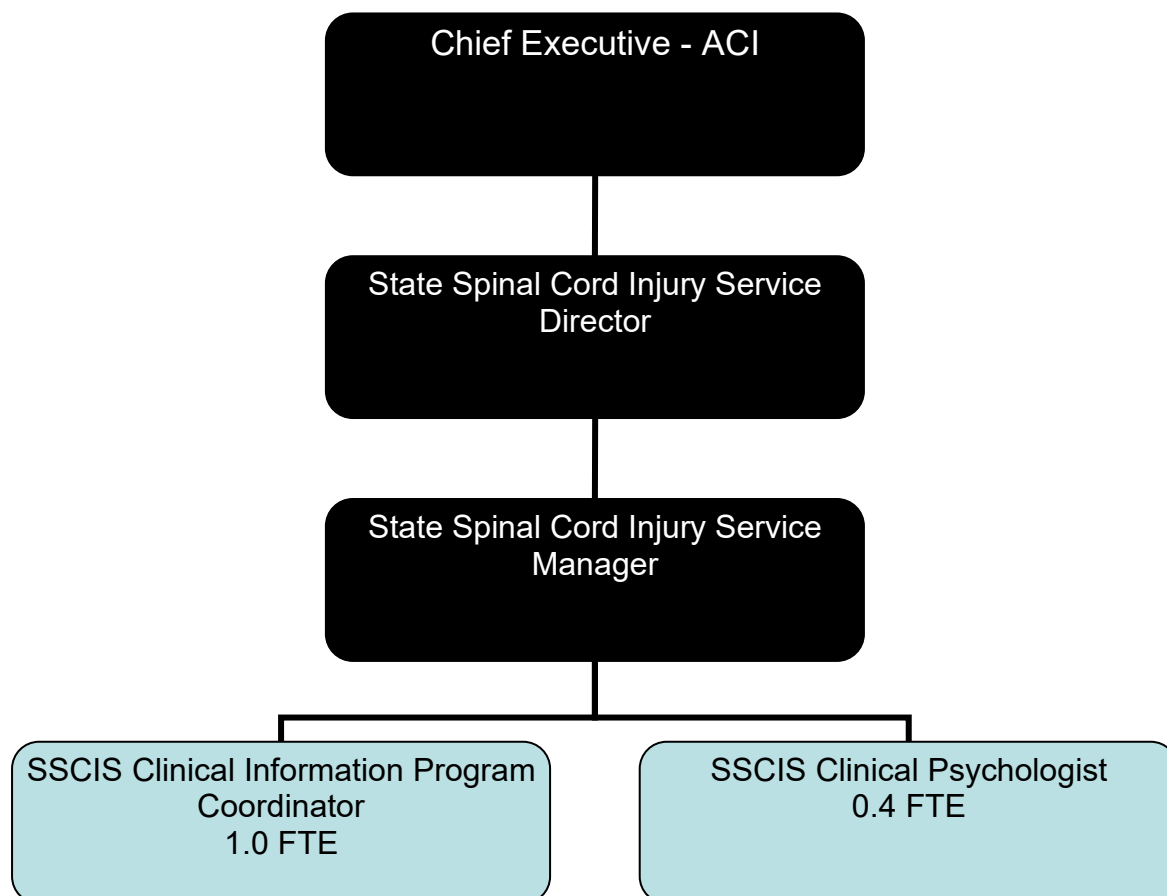 Chief Executive - ACI
State Spinal Cord Injury Service
Director
State Spinal Cord Injury Service
Manager
SSCIS Clinical Information Program
Coordinator
1.0 FTE
SSCIS Clinical Psychologist
0.4 FTE